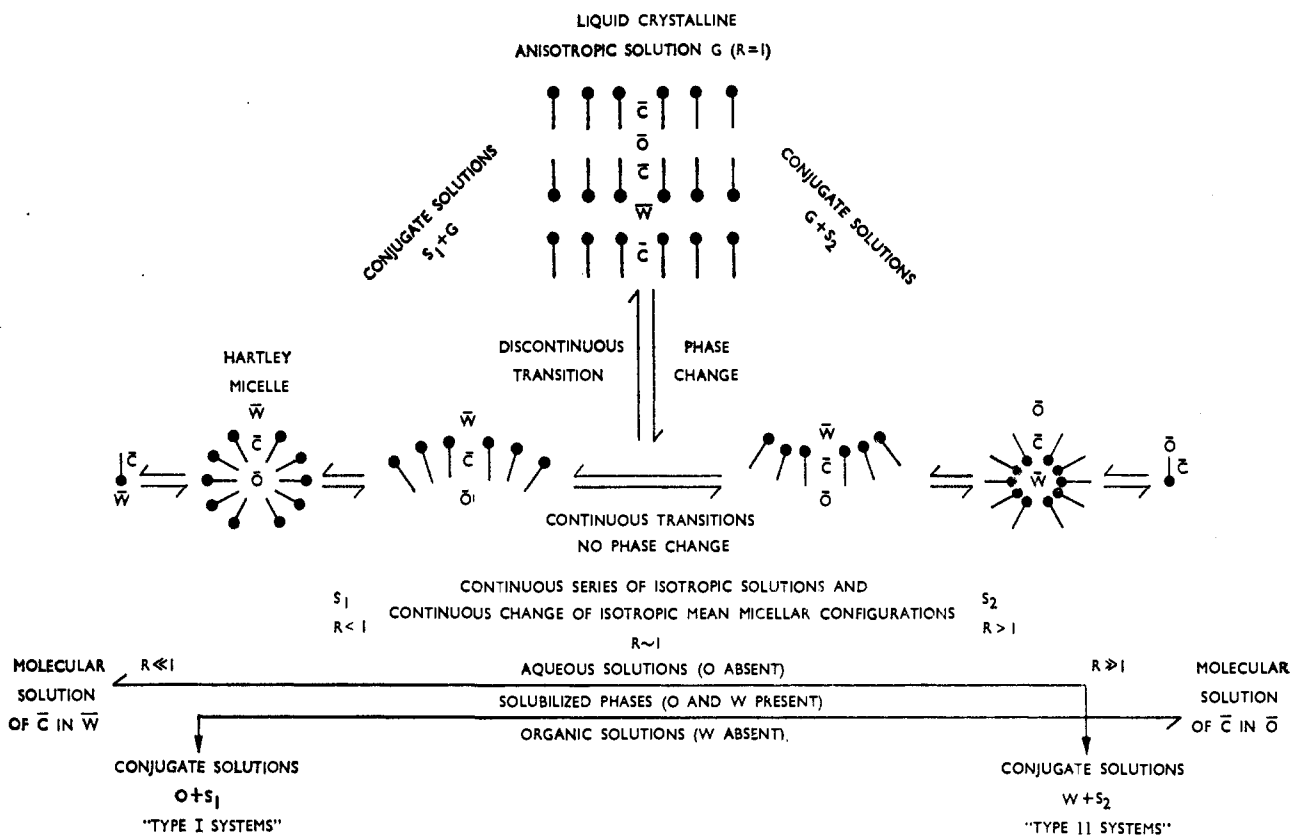 LIQUID CRYSTALLINE
ANISOTROPIC SOLUTION G (R=1)
C̄
Ō
C̄
W̄
C̄
CONJUGATE SOLUTIONS
S₁+G
CONJUGATE SOLUTIONS
G+S₂
DISCONTINUOUS
TRANSITION
PHASE
CHANGE
HARTLEY
MICELLE
W̄
C̄
Ō
C̄
W̄
W̄
C̄
Ō
W̄
C̄
Ō
Ō
C̄
W̄
Ō
C̄
CONTINUOUS TRANSITIONS
NO PHASE CHANGE
S₁
R<1
CONTINUOUS SERIES OF ISOTROPIC SOLUTIONS AND
CONTINUOUS CHANGE OF ISOTROPIC MEAN MICELLAR CONFIGURATIONS
S₂
R>1
R~1
MOLECULAR
SOLUTION
OF C̄ IN W̄
R≪1
AQUEOUS SOLUTIONS (O ABSENT)
R≫1
SOLUBILIZED PHASES (O AND W PRESENT)
ORGANIC SOLUTIONS (W ABSENT).
MOLECULAR
SOLUTION
OF C̄ IN Ō
CONJUGATE SOLUTIONS
O+S₁
"TYPE I SYSTEMS"
CONJUGATE SOLUTIONS
W+S₂
"TYPE II SYSTEMS"